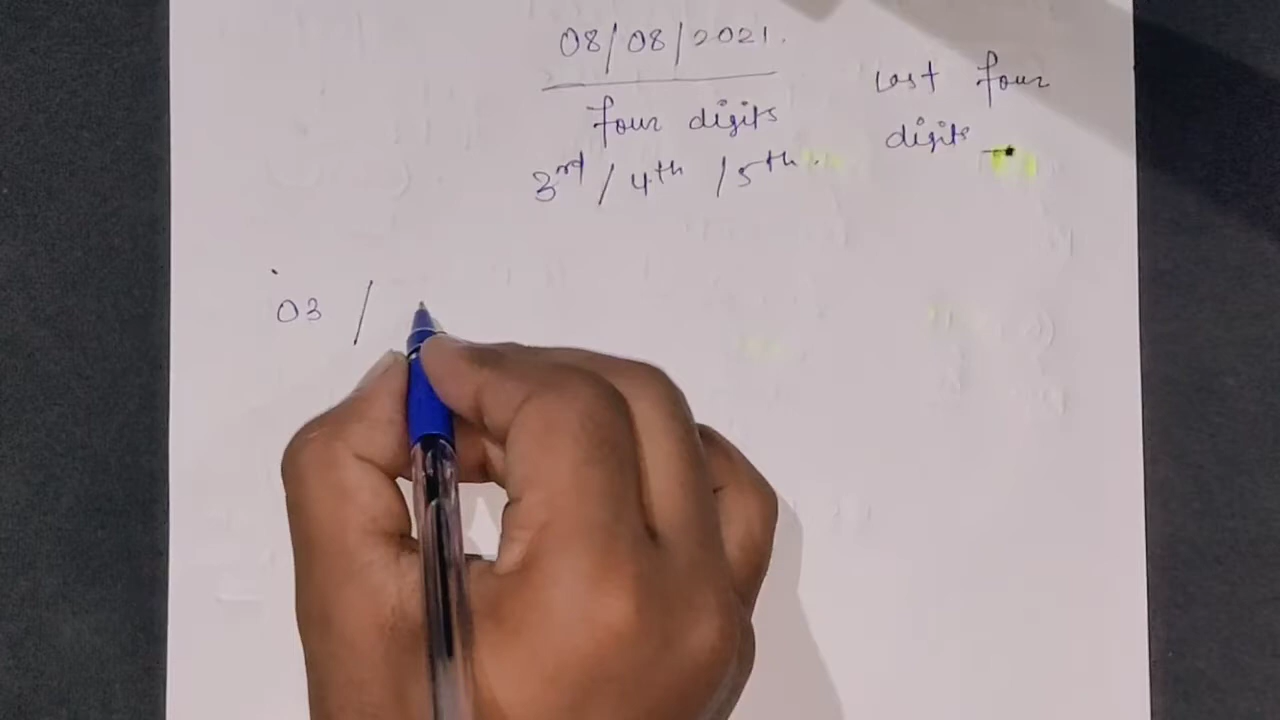 08/08/2021.
four digits
3rd / 4th / 5th.
Last four
digits
03 /